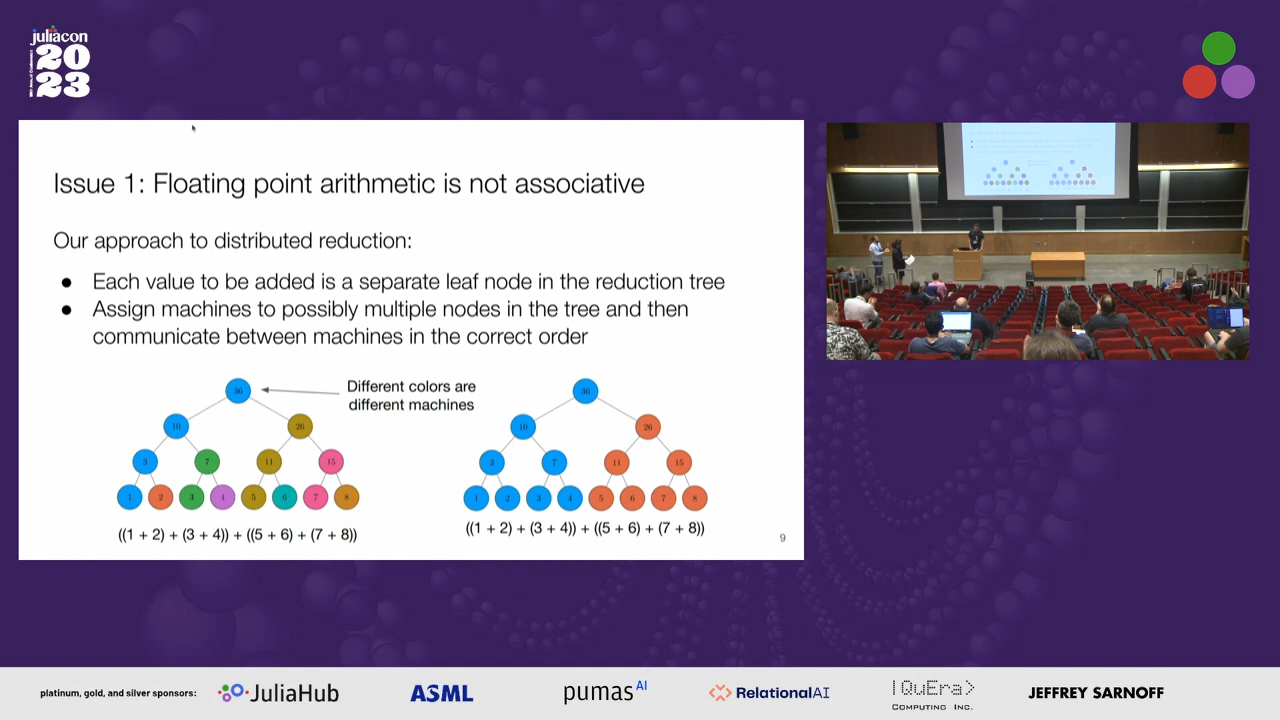 juliacon
20
23
Issue 1: Floating point arithmetic is not associative
Our approach to distributed reduction:
● Each value to be added is a separate leaf node in the reduction tree
● Assign machines to possibly multiple nodes in the tree and then
communicate between machines in the correct order
Different colors are
different machines
36
10 26
3 7 11 15
1 2 3 4 5 6 7 8
((1 + 2) + (3 + 4)) + ((5 + 6) + (7 + 8))
36
10 26
3 7 11 15
1 2 3 4 5 6 7 8
((1 + 2) + (3 + 4)) + ((5 + 6) + (7 + 8))
9
platinum, gold, and silver sponsors:
JuliaHub
ASML
pumasAI
RelationalAI
|QuEra>
COMPUTING INC.
JEFFREY SARNOFF